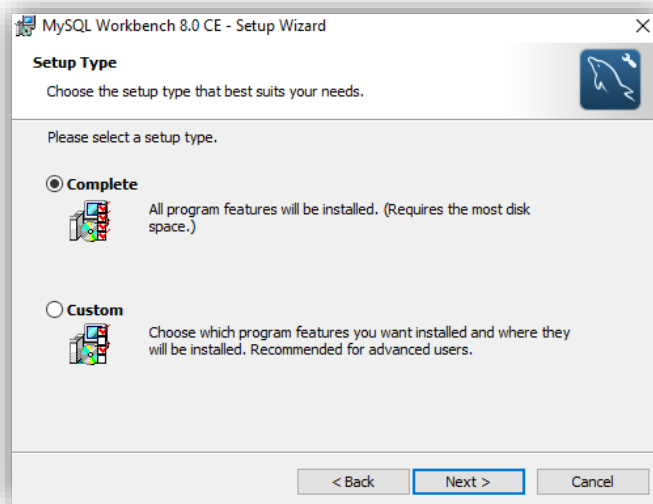 MySQL Workbench 8.0 CE - Setup Wizard
Setup Type
Choose the setup type that best suits your needs.
Please select a setup type.
Complete
All program features will be installed. (Requires the most disk
space.)
Custom
Choose which program features you want installed and where they
will be installed. Recommended for advanced users.
< Back
Next >
Cancel